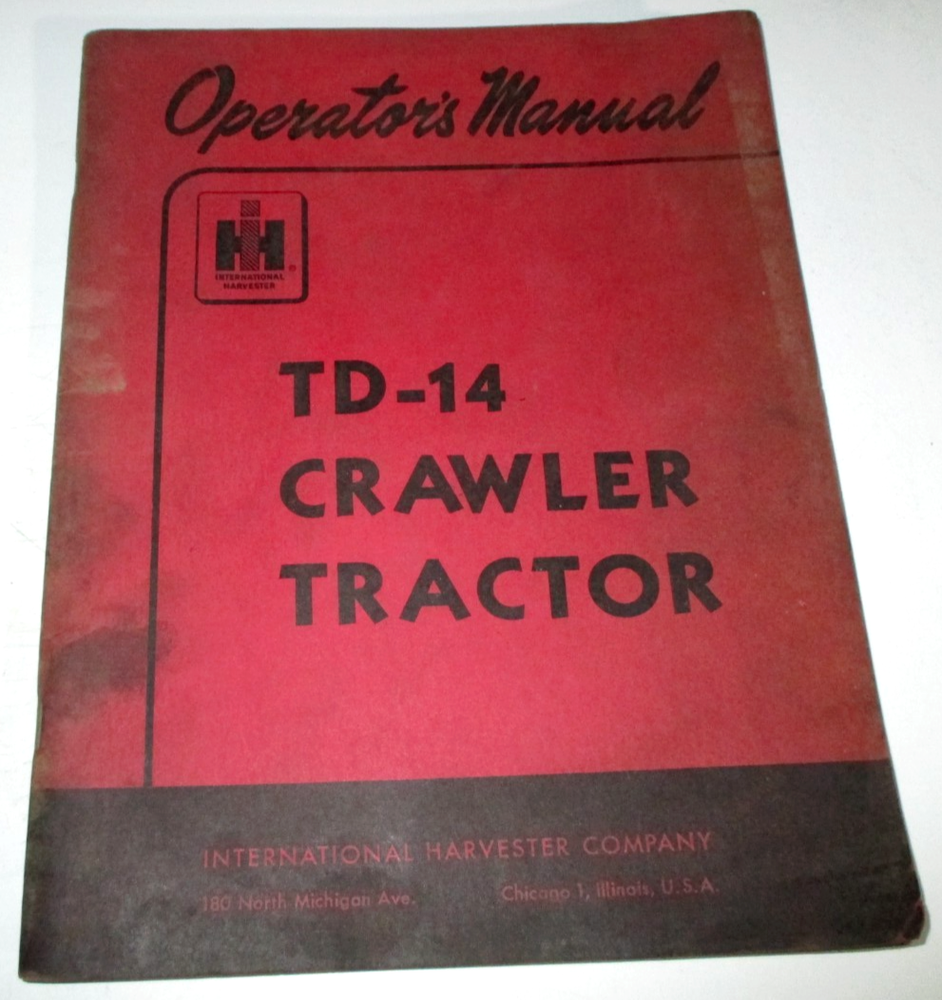 Operator's Manual
IH
INTERNATIONAL
HARVESTER
®
TD-14
CRAWLER
TRACTOR
INTERNATIONAL HARVESTER COMPANY
180 North Michigan Ave. Chicago 1, Illinois, U.S.A.